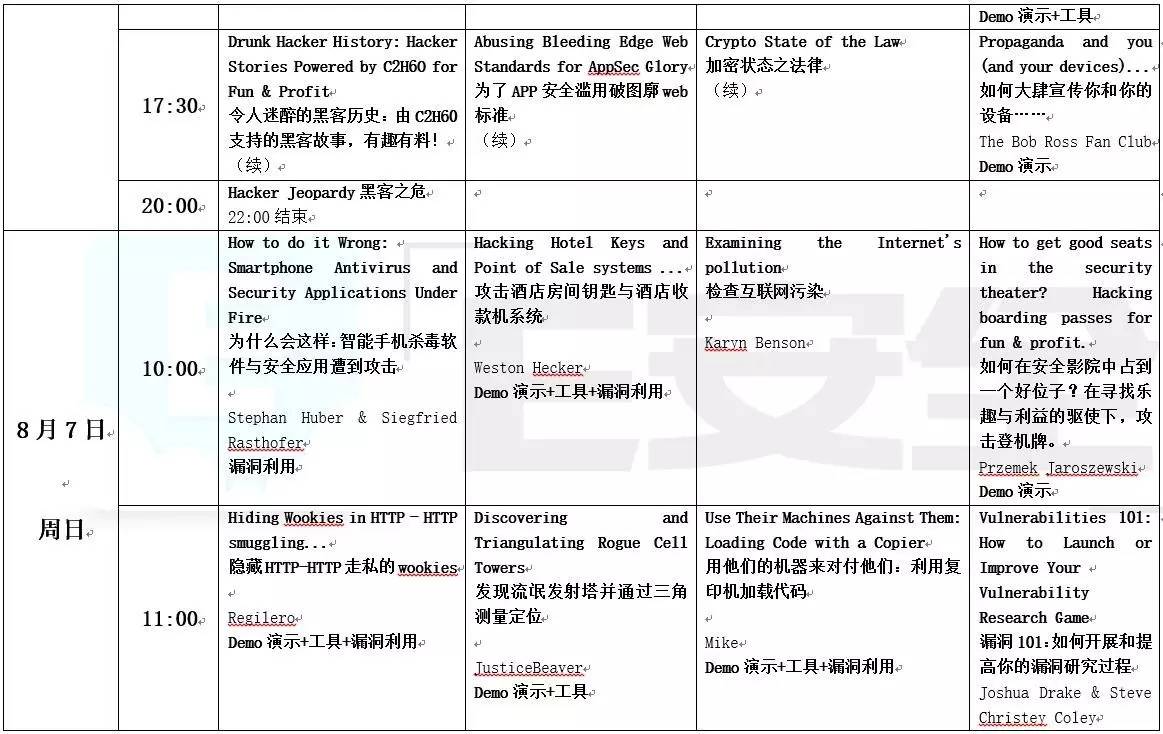 Demo 演示+工具
17:30
Drunk Hacker History: Hacker
Stories Powered by C2H60 for
Fun & Profit
令人迷醉的黑客历史：由 C2H60
支持的黑客故事，有趣有料！
（续）
Abusing Bleeding Edge Web
Standards for AppSec Glory
为了 APP 安全滥用破图廓 web
标准
（续）
Crypto State of the Law
加密状态之法律
（续）
Propaganda and you
(and your devices)...
如何大肆宣传你和你的
设备……
The Bob Ross Fan Club
Demo 演示
20:00
Hacker Jeopardy 黑客之危
22:00 结束
8 月 7 日
周日
10:00
How to do it Wrong:
Smartphone Antivirus and
Security Applications Under
Fire
为什么会这样：智能手机杀毒软
件与安全应用遭到攻击
Stephan Huber & Siegfried
Rasthofer
漏洞利用
Hacking Hotel Keys and
Point of Sale systems ...
攻击酒店房间钥匙与酒店收
款机系统
Weston Hecker
Demo 演示+工具+漏洞利用
Examining the Internet's
pollution
检查互联网污染
Karyn Benson
How to get good seats
in the security
theater? Hacking
boarding passes for
fun & profit.
如何在安全影院中占到
一个好位子？在寻找乐
趣与利益的驱使下，攻
击登机牌。
Przemek Jaroszewski
Demo 演示
11:00
Hiding Wookies in HTTP - HTTP
smuggling...
隐藏 HTTP-HTTP 走私的 wookies
Regilero
Demo 演示+工具+漏洞利用
Discovering and
Triangulating Rogue Cell
Towers
发现流氓发射塔并通过三角
测量定位
JusticeBeaver
Demo 演示+工具
Use Their Machines Against Them:
Loading Code with a Copier
用他们的机器来对付他们：利用复
印机加载代码
Mike
Demo 演示+工具+漏洞利用
Vulnerabilities 101:
How to Launch or
Improve Your
Vulnerability
Research Game
漏洞 101：如何开展和提
高你的漏洞研究过程
Joshua Drake & Steve
Christey Coley
E安全